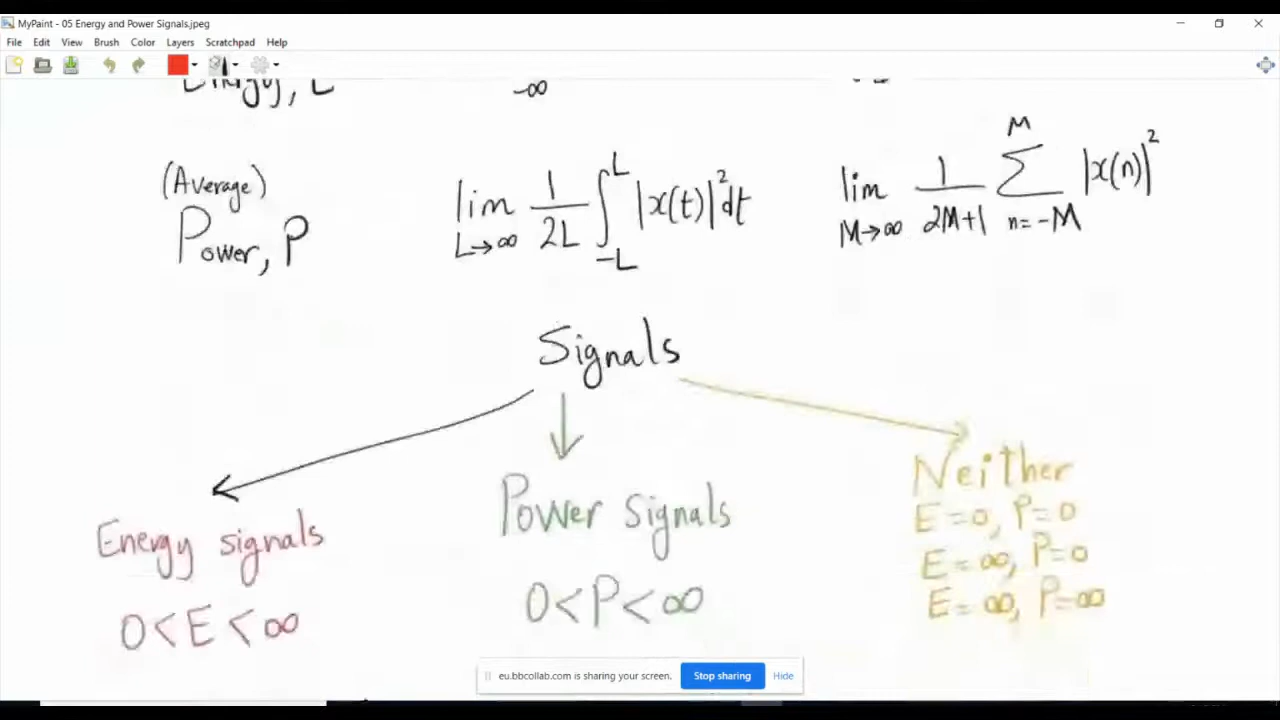 MyPaint - 05 Energy and Power Signals.jpeg
File Edit View Brush Color Layers Scratchpad Help
-∞
(Average)
Power, P
lim L→∞ 1/2L ∫_{-L}^{L} |x(t)|² dt
lim M→∞ 1/2M+1 Σ_{n=-M}^{M} |x(n)|²
Signals
Energy signals
0 < E < ∞
Power signals
0 < P < ∞
Neither
E = 0, P = 0
E = ∞, P = 0
E = ∞, P = ∞
eu.bbcollab.com is sharing your screen.
Stop sharing
Hide